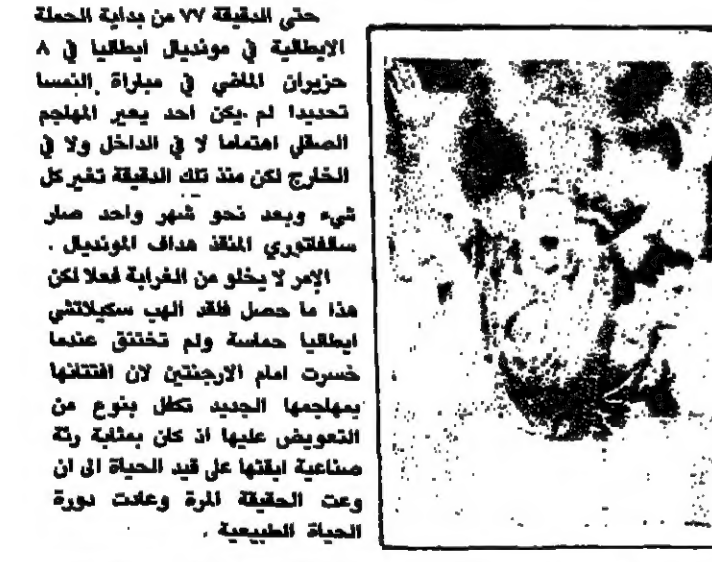 حتى الدقيقة ٧٧ من بداية الحملة
الايطالية في مونديال ايطاليا في ٨
حزيران الماضي في مباراة النمسا
تحديدا لم يكن احد يعير المهاجم
الصقلي اهتماما لا في الداخل ولا في
الخارج لكن منذ تلك الدقيقة تغير كل
شيء وبعد نحو شهر واحد صار
سالفاتوري المنقذ هداف المونديال .
الامر لا يخلو من الغرابة فعلا لكن
هذا ما حصل فلقد الهب سكيلاتشي
ايطاليا حماسة ولم تختنق عندما
خسرت امام الارجنتين لان افتتانها
بمهاجمها الجديد تكفل بنوع من
التعويض عليها اذ كان بمثابة رئة
صناعية ابقتها على قيد الحياة الى ان
وعت الحقيقة المرة وعادت دورة
الحياة الطبيعية .